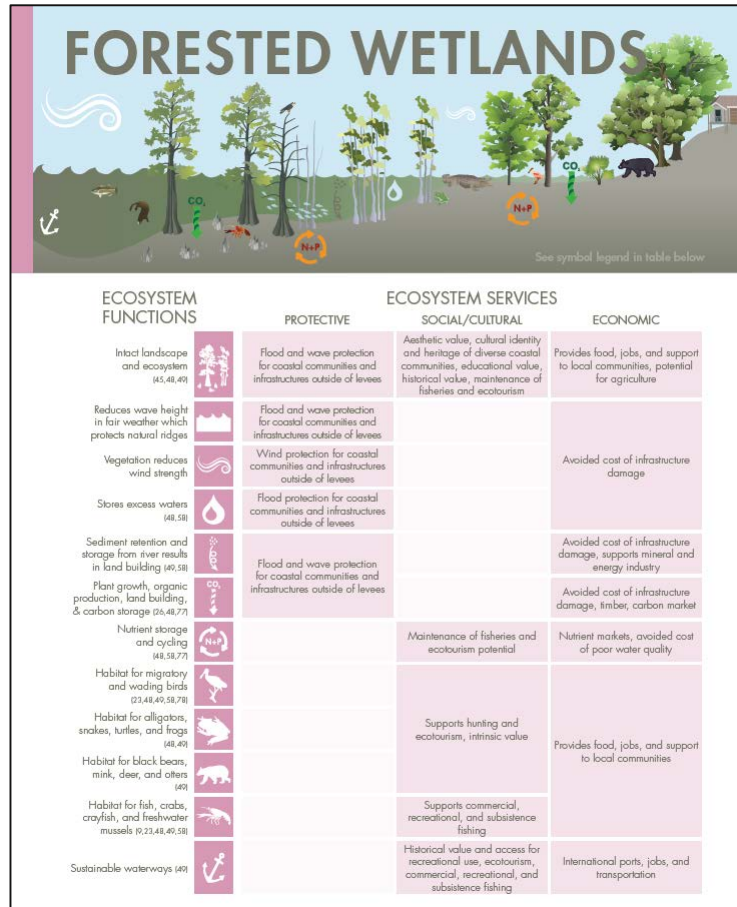 FORESTED WETLANDS
CO₂
N+P
N+P
CO₂
See symbol legend in table below
ECOSYSTEM
FUNCTIONS
ECOSYSTEM SERVICES
PROTECTIVE
SOCIAL/CULTURAL
ECONOMIC
Intact landscape
and ecosystem
(45,48,49)
Flood and wave protection
for coastal communities and
infrastructures outside of levees
Aesthetic value, cultural identity
and heritage of diverse coastal
communities, educational value,
historical value, maintenance of
fisheries and ecotourism
Provides food, jobs, and support
to local communities, potential
for agriculture
Reduces wave height
in fair weather which
protects natural ridges
Flood and wave protection
for coastal communities and
infrastructures outside of levees
Avoided cost of infrastructure
damage
Vegetation reduces
wind strength
Wind protection for coastal
communities and infrastructures
outside of levees
Stores excess waters
(48,58)
Flood protection for coastal
communities and infrastructures
outside of levees
Sediment retention and
storage from river results
in land building (49,58)
Flood and wave protection
for coastal communities and
infrastructures outside of levees
Avoided cost of infrastructure
damage, supports mineral and
energy industry
Plant growth, organic
production, land building,
& carbon storage (26,48,77)
CO₂
Avoided cost of infrastructure
damage, timber, carbon market
Nutrient storage
and cycling
(48,58,77)
N+P
Maintenance of fisheries and
ecotourism potential
Nutrient markets, avoided cost
of poor water quality
Habitat for migratory
and wading birds
(23,48,49,58,78)
Supports hunting and
ecotourism, intrinsic value
Provides food, jobs, and support
to local communities
Habitat for alligators,
snakes, turtles, and frogs
(48,49)
Habitat for black bears,
mink, deer, and otters
(49)
Habitat for fish, crabs,
crayfish, and freshwater
mussels (9,23,48,49,58)
Supports commercial,
recreational, and subsistence
fishing
Sustainable waterways (49)
Historical value and access for
recreational use, ecotourism,
commercial, recreational, and
subsistence fishing
International ports, jobs, and
transportation